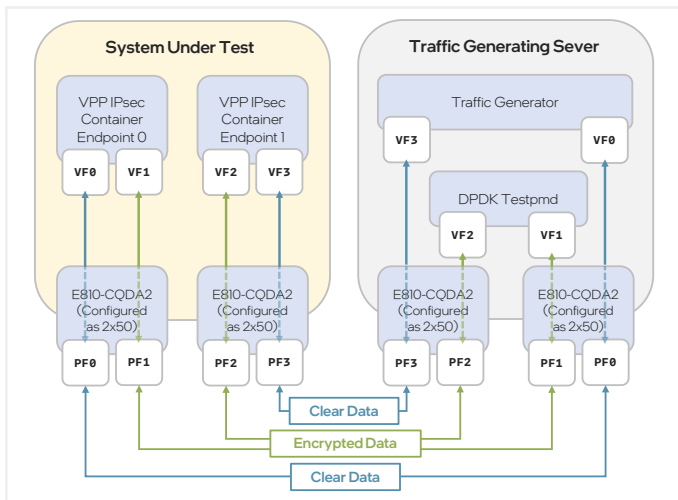 System Under Test
Traffic Generating Sever
VPP IPsec
Container
Endpoint 0
VPP IPsec
Container
Endpoint 1
Traffic Generator
VF0
VF1
VF2
VF3
VF3
VF0
DPDK Testpmd
VF2
VF1
E810-CQDA2
(Configured
as 2x50)
E810-CQDA2
(Configured
as 2x50)
E810-CQDA2
(Configured
as 2x50)
E810-CQDA2
(Configured
as 2x50)
PF0
PF1
PF2
PF3
PF3
PF2
PF1
PF0
Clear Data
Encrypted Data
Clear Data